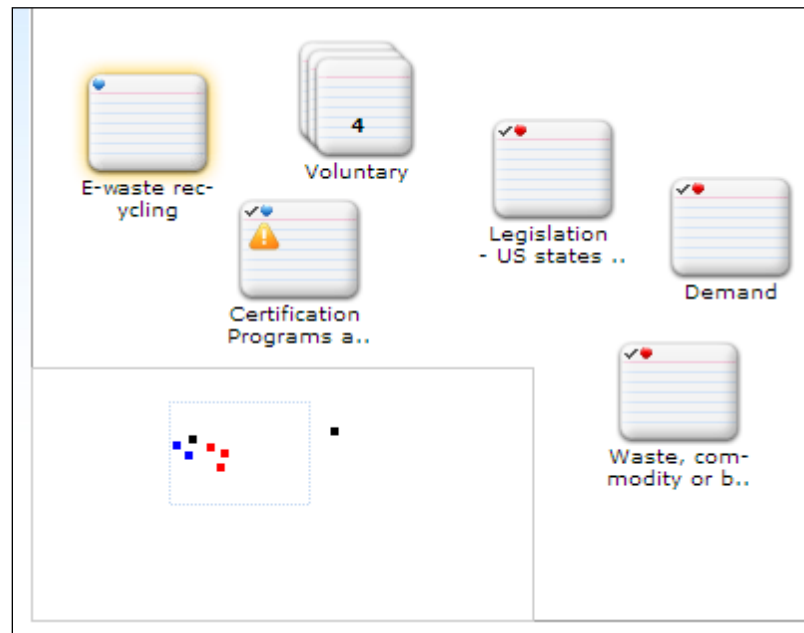 E-waste rec-
ycling
4
Voluntary
Certification
Programs a..
Legislation
- US states ..
Demand
Waste, com-
modity or b..